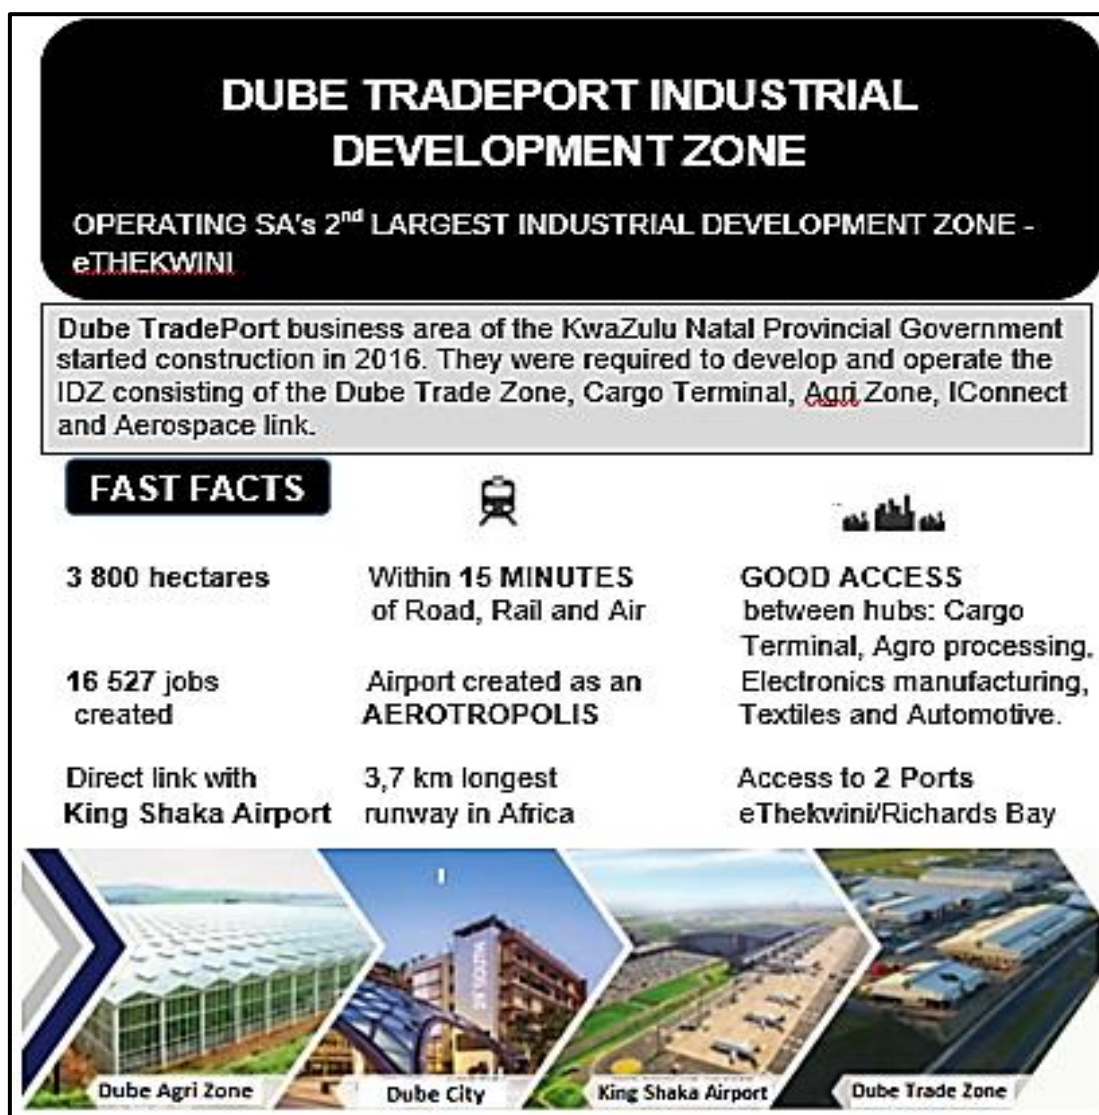 DUBE TRADEPORT INDUSTRIAL
DEVELOPMENT ZONE
OPERATING SA's 2nd LARGEST INDUSTRIAL DEVELOPMENT ZONE -
eTHEKWINI
Dube TradePort business area of the KwaZulu Natal Provincial Government
started construction in 2016. They were required to develop and operate the
IDZ consisting of the Dube Trade Zone, Cargo Terminal, Agri Zone, IConnect
and Aerospace link.
FAST FACTS
3 800 hectares
16 527 jobs
created
Direct link with
King Shaka Airport
Within 15 MINUTES
of Road, Rail and Air
Airport created as an
AEROTROPOLIS
3,7 km longest
runway in Africa
GOOD ACCESS
between hubs: Cargo
Terminal, Agro processing.
Electronics manufacturing,
Textiles and Automotive.
Access to 2 Ports
eThekwini/Richards Bay
Dube Agri Zone
Dube City
King Shaka Airport
Dube Trade Zone